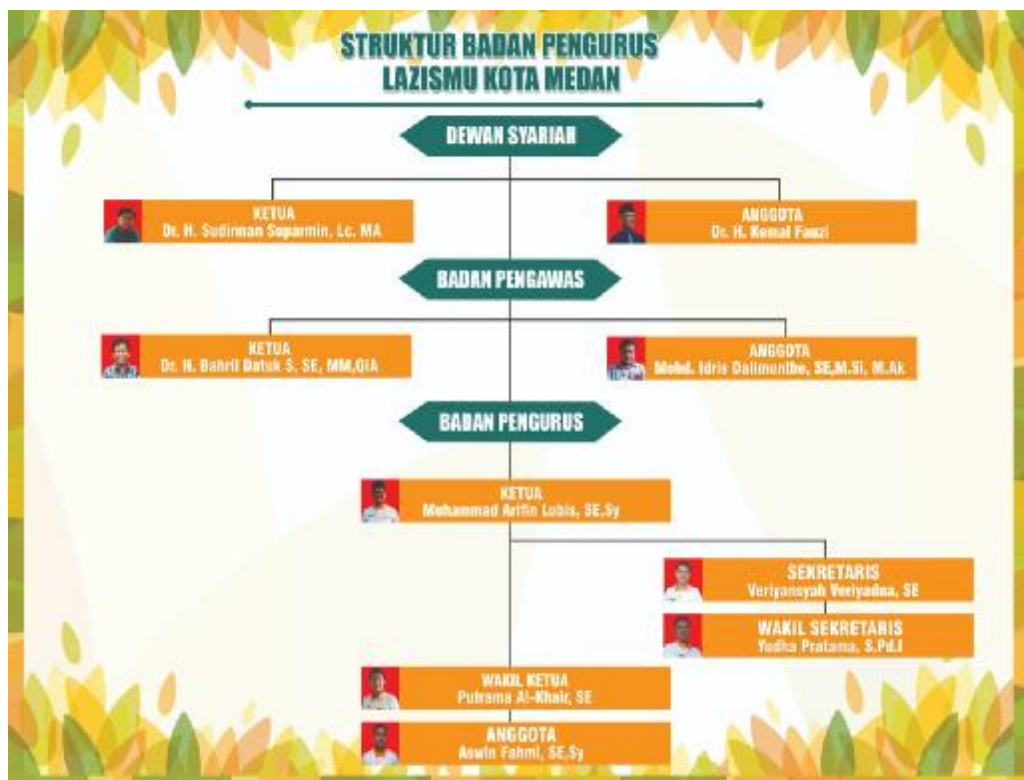 STRUKTUR BADAN PENGURUS
LAZISMU KOTA MEDAN
DEWAN SYARIAH
KETUA
Dr. H. Sudirman Suparmin, Lc. MA
ANGGOTA
Dr. H. Kemal Fauzi
BADAN PENGAWAS
KETUA
Dr. H. Bahril Datuk S. SE, MM,QIA
ANGGOTA
Mohd. Idris Dalimunthe, SE,M.Si, M.Ak
BADAN PENGURUS
KETUA
Mohammad Arifin Lubis, SE,Sy
SEKRETARIS
Veriyansyah Veriyadna, SE
WAKIL SEKRETARIS
Yudha Pratama, S.Pd.I
WAKIL KETUA
Putrama Al-Khair, SE
ANGGOTA
Aswin Fahmi, SE,Sy